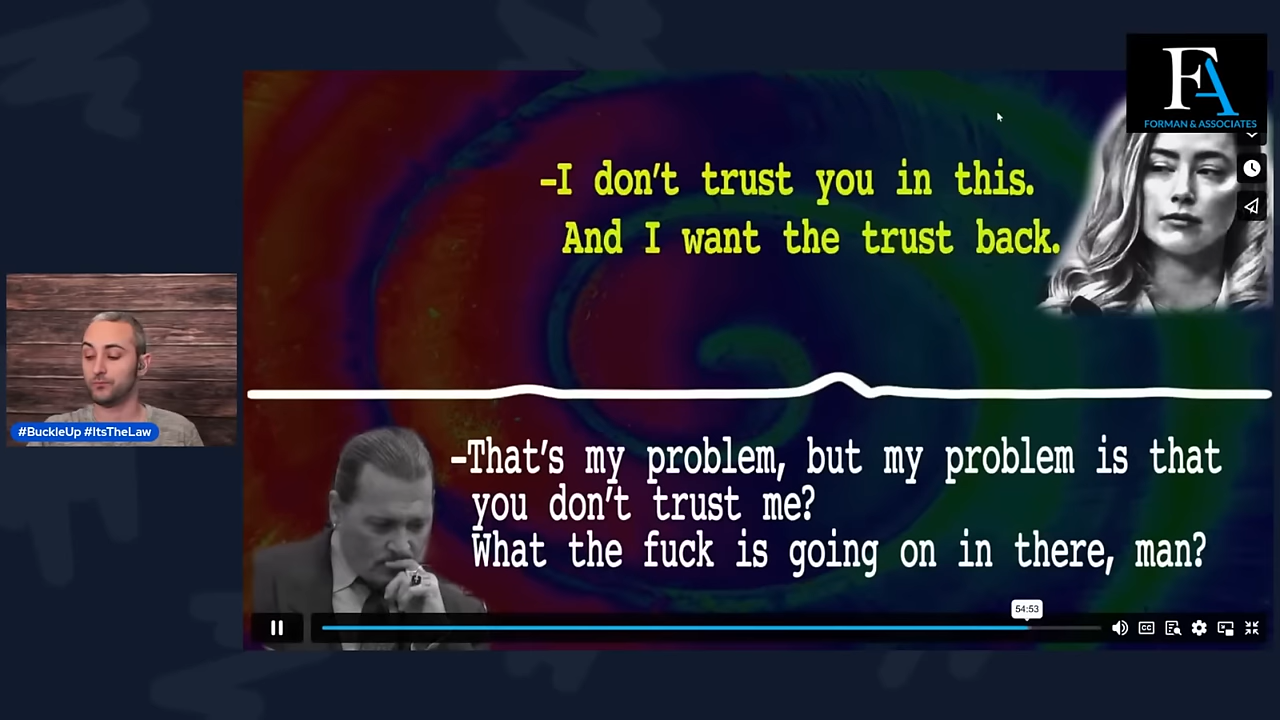 FA
FORMAN & ASSOCIATES
-I don't trust you in this.
And I want the trust back.
#BuckleUp #ItsTheLaw
-That's my problem, but my problem is that
you don't trust me?
What the fuck is going on in there, man?
54:53
CC